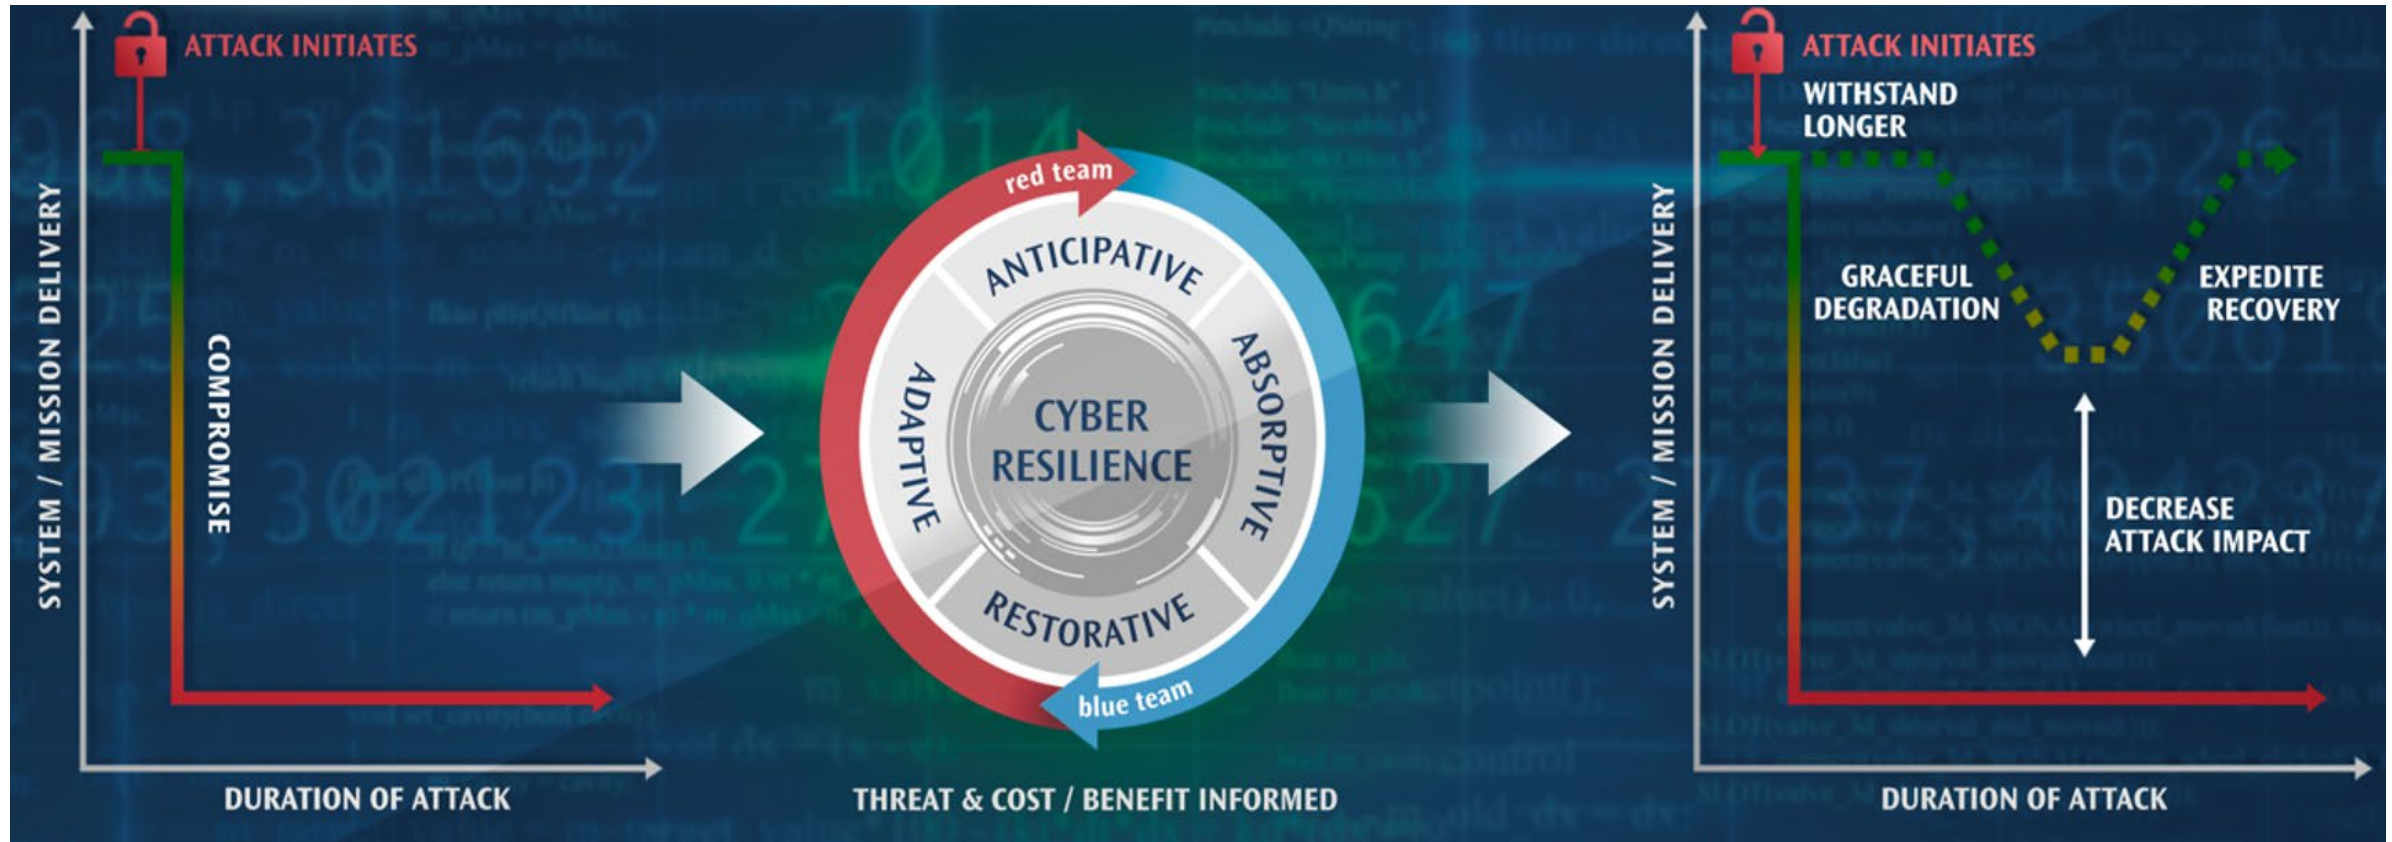 ATTACK INITIATES
SYSTEM / MISSION DELIVERY
COMPROMISE
DURATION OF ATTACK
red team
ANTICIPATIVE
ABSORPTIVE
RESTORATIVE
ADAPTIVE
CYBER
RESILIENCE
blue team
THREAT & COST / BENEFIT INFORMED
ATTACK INITIATES
WITHSTAND
LONGER
SYSTEM / MISSION DELIVERY
GRACEFUL
DEGRADATION
EXPEDITE
RECOVERY
DECREASE
ATTACK IMPACT
DURATION OF ATTACK